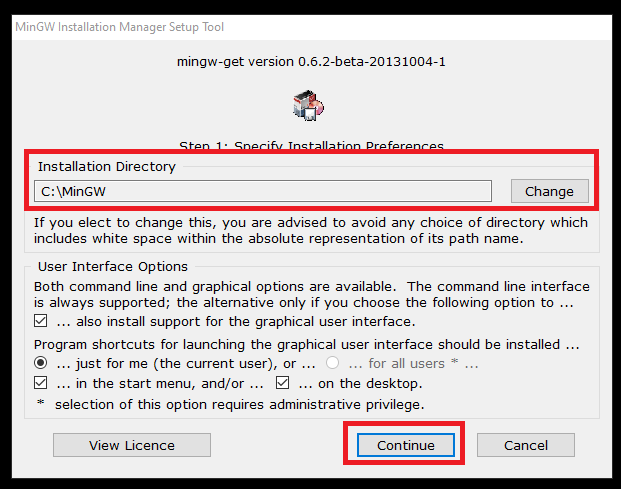 MinGW Installation Manager Setup Tool
mingw-get version 0.6.2-beta-20131004-1
Step 1: Specify Installation Preferences
Installation Directory
C:\MinGW
Change
If you elect to change this, you are advised to avoid any choice of directory which
includes white space within the absolute representation of its path name.
User Interface Options
Both command line and graphical options are available.  The command line interface
is always supported; the alternative only if you choose the following option to ...
... also install support for the graphical user interface.
Program shortcuts for launching the graphical user interface should be installed ...
... just for me (the current user), or ... ... for all users * ...
... in the start menu, and/or ... ... on the desktop.
* selection of this option requires administrative privilege.
View Licence
Continue
Cancel